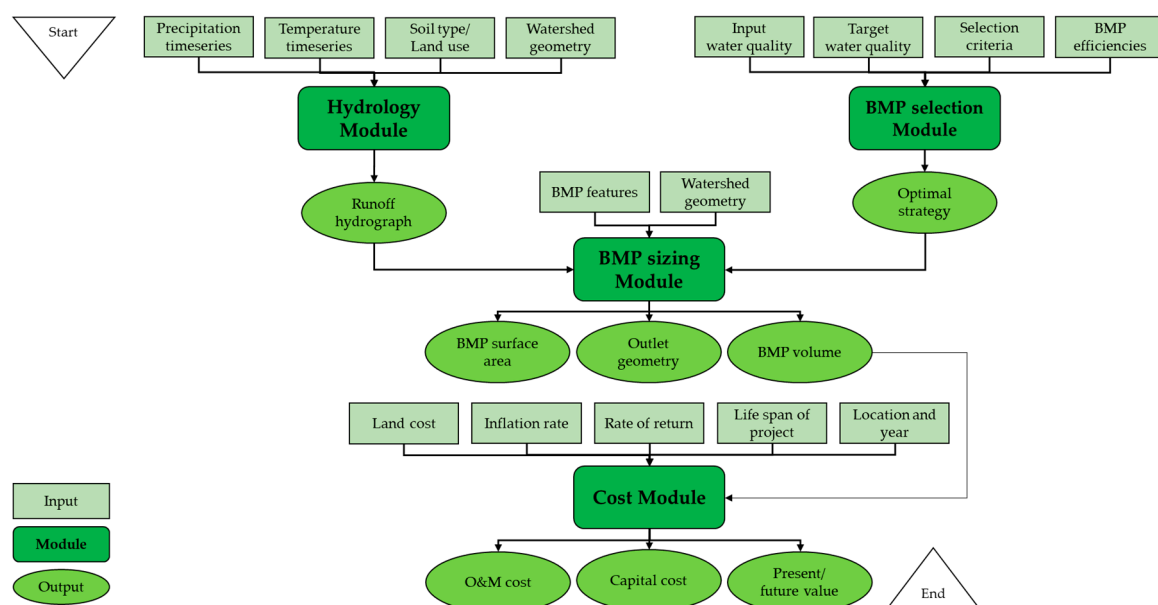 Start
Precipitation
timeseries
Temperature
timeseries
Soil type/
Land use
Watershed
geometry
Input
water quality
Target
water quality
Selection
criteria
BMP
efficiencies
Hydrology
Module
BMP selection
Module
Runoff
hydrograph
BMP features
Watershed
geometry
Optimal
strategy
BMP sizing
Module
BMP surface
area
Outlet
geometry
BMP volume
Land cost
Inflation rate
Rate of return
Life span of
project
Location and
year
Cost Module
O&M cost
Capital cost
Present/
future value
Input
Module
Output
End